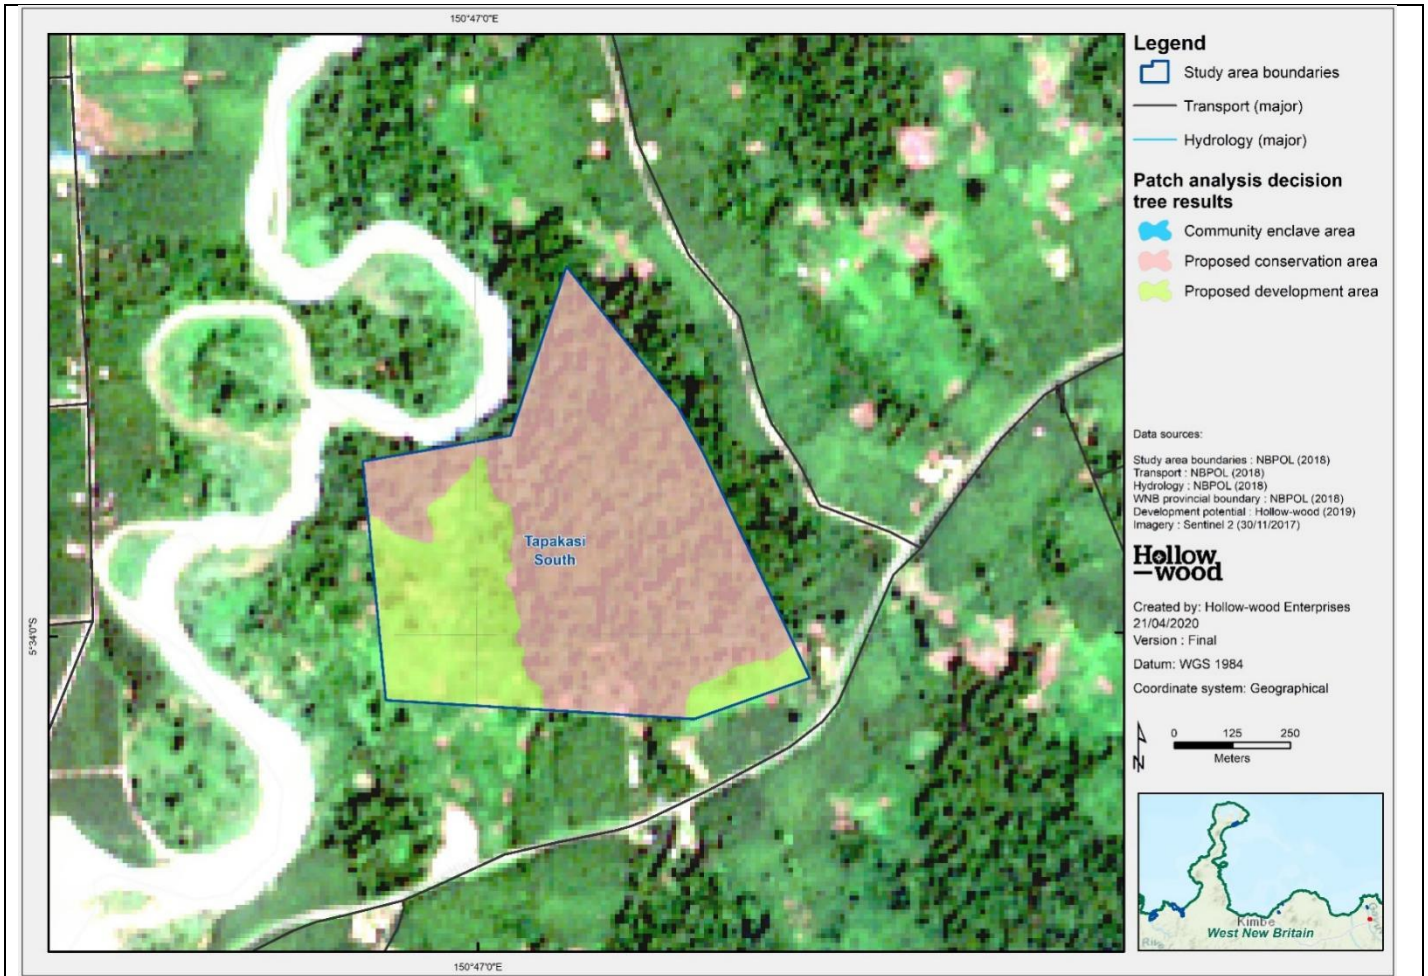 150°47'0"E
5°34'0"S
Tapakasi
South
150°47'0"E
Legend
Study area boundaries
Transport (major)
Hydrology (major)
Patch analysis decision
tree results
Community enclave area
Proposed conservation area
Proposed development area
Data sources:
Study area boundaries : NBPOL (2018)
Transport : NBPOL (2018)
Hydrology : NBPOL (2018)
WNB provincial boundary : NBPOL (2018)
Development potential : Hollow-wood (2019)
Imagery : Sentinel 2 (30/11/2017)
Hollow
—wood
Created by: Hollow-wood Enterprises
21/04/2020
Version : Final
Datum: WGS 1984
Coordinate system: Geographical
N
0 125 250
Meters
Kimbe
West New Britain